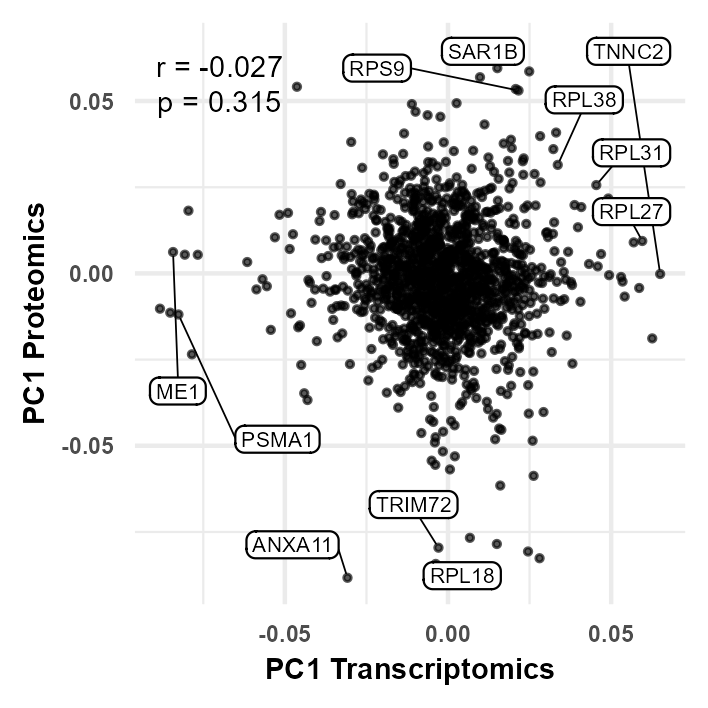 r = -0.027
p = 0.315
SAR1B
TNNC2
RPS9
RPL38
RPL31
RPL27
ME1
PSMA1
TRIM72
ANXA11
RPL18
0.05
0.00
-0.05
PC1 Proteomics
-0.05
0.00
0.05
PC1 Transcriptomics